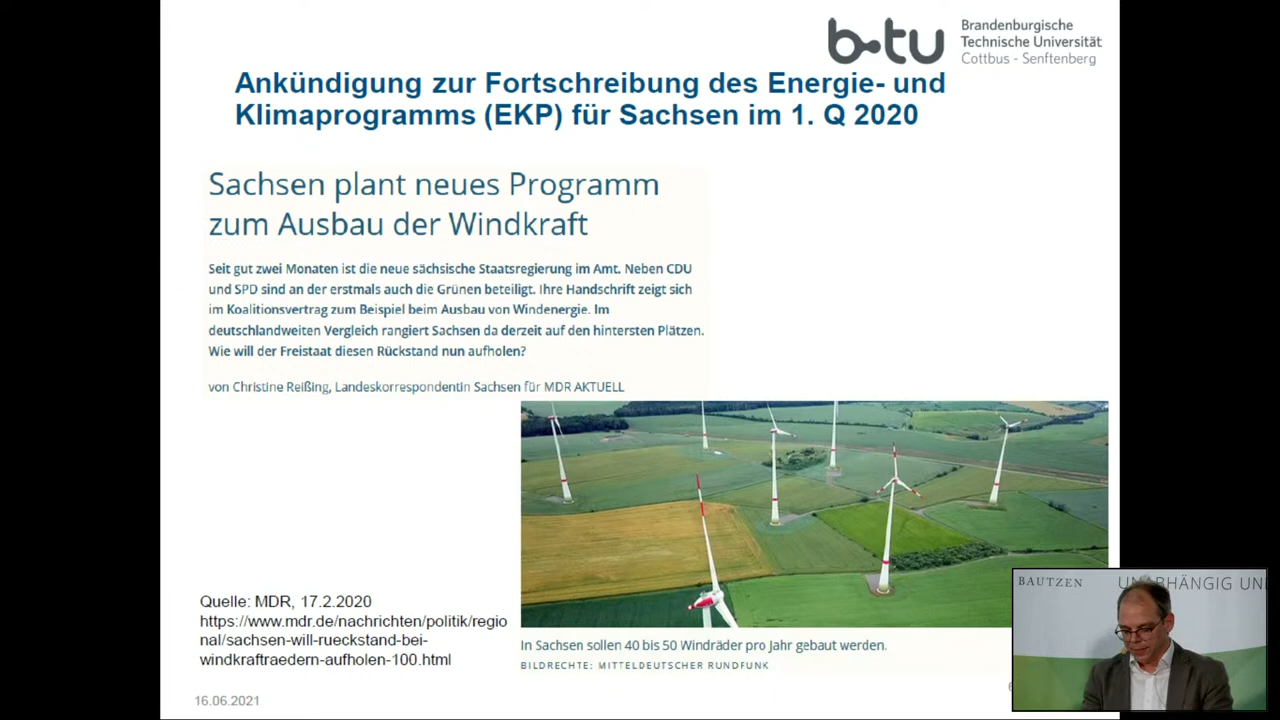 b-tu
Brandenburgische
Technische Universität
Cottbus - Senftenberg
Ankündigung zur Fortschreibung des Energie- und
Klimaprogramms (EKP) für Sachsen im 1. Q 2020
Sachsen plant neues Programm
zum Ausbau der Windkraft
Seit gut zwei Monaten ist die neue sächsische Staatsregierung im Amt. Neben CDU
und SPD sind an der erstmals auch die Grünen beteiligt. Ihre Handschrift zeigt sich
im Koalitionsvertrag zum Beispiel beim Ausbau von Windenergie. Im
deutschlandweiten Vergleich rangiert Sachsen da derzeit auf den hintersten Plätzen.
Wie will der Freistaat diesen Rückstand nun aufholen?
von Christine Reißing, Landeskorrespondentin Sachsen für MDR AKTUELL
Quelle: MDR, 17.2.2020
https://www.mdr.de/nachrichten/politik/regio
nal/sachsen-will-rueckstand-bei-
windkraftraedern-aufholen-100.html
In Sachsen sollen 40 bis 50 Windräder pro Jahr gebaut werden.
BILDRECHTE: MITTELDEUTSCHER RUNDFUNK
16.06.2021
BAUTZEN UNABHÄNGIG UN